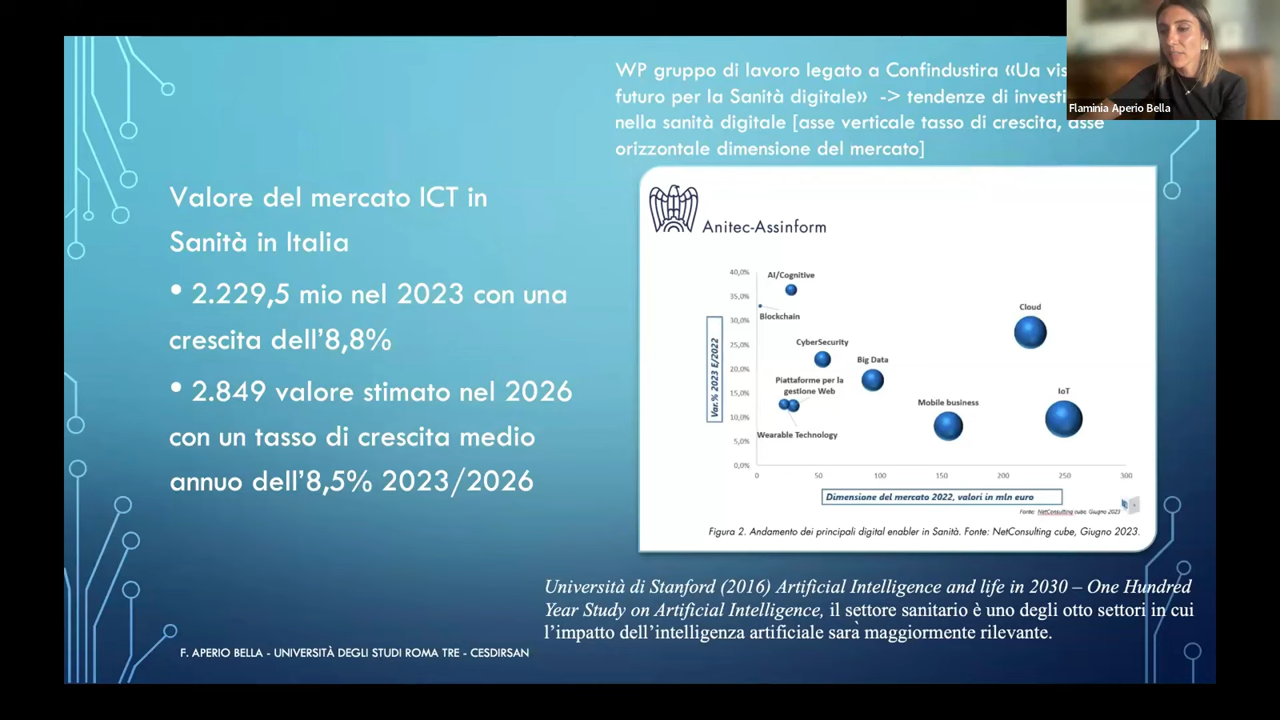 WP gruppo di lavoro legato a Confindustira «Ua vis
futuro per la Sanità digitale» -> tendenze di investi
nella sanità digitale [asse verticale tasso di crescita, asse
orizzontale dimensione del mercato]
Flaminia Aperio Bella
Valore del mercato ICT in
Sanità in Italia
• 2.229,5 mio nel 2023 con una
crescita dell’8,8%
• 2.849 valore stimato nel 2026
con un tasso di crescita medio
annuo dell’8,5% 2023/2026
Anitec-Assinform
40,0%
35,0%
30,0%
25,0%
20,0%
15,0%
10,0%
5,0%
0,0%
Var.% 2023 E/2022
AI/Cognitive
Blockchain
Cloud
CyberSecurity
Big Data
Piattaforme per la
gestione Web
Mobile business
IoT
Wearable Technology
0 50 100 150 200 250 300
Dimensione del mercato 2022, valori in mln euro
Fonte: NetConsulting cube, Giugno 2023
Figura 2. Andamento dei principali digital enabler in Sanità. Fonte: NetConsulting cube, Giugno 2023.
Università di Stanford (2016) Artificial Intelligence and life in 2030 – One Hundred
Year Study on Artificial Intelligence, il settore sanitario è uno degli otto settori in cui
l’impatto dell’intelligenza artificiale sarà maggiormente rilevante.
F. APERIO BELLA - UNIVERSITÀ DEGLI STUDI ROMA TRE - CESDIRSAN